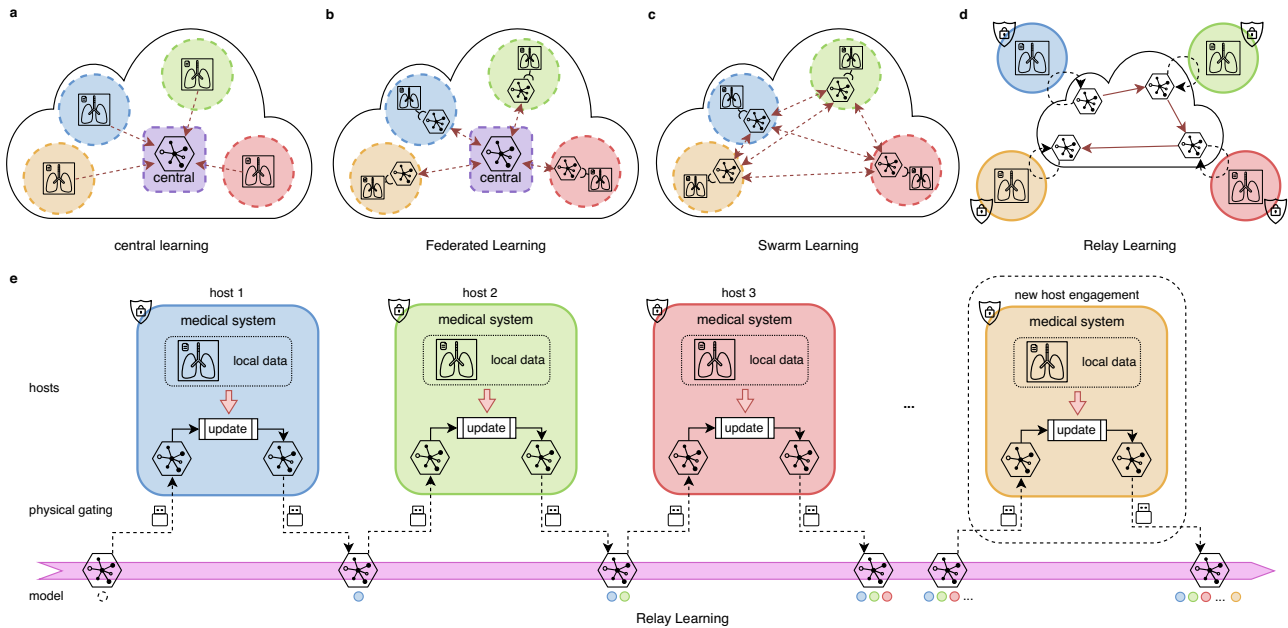 a
b
c
d
central
central
central learning
Federated Learning
Swarm Learning
Relay Learning
e
host 1
host 2
host 3
new host engagement
medical system
medical system
medical system
medical system
local data
local data
local data
local data
hosts
...
update
update
update
update
physical gating
model
...
...
Relay Learning